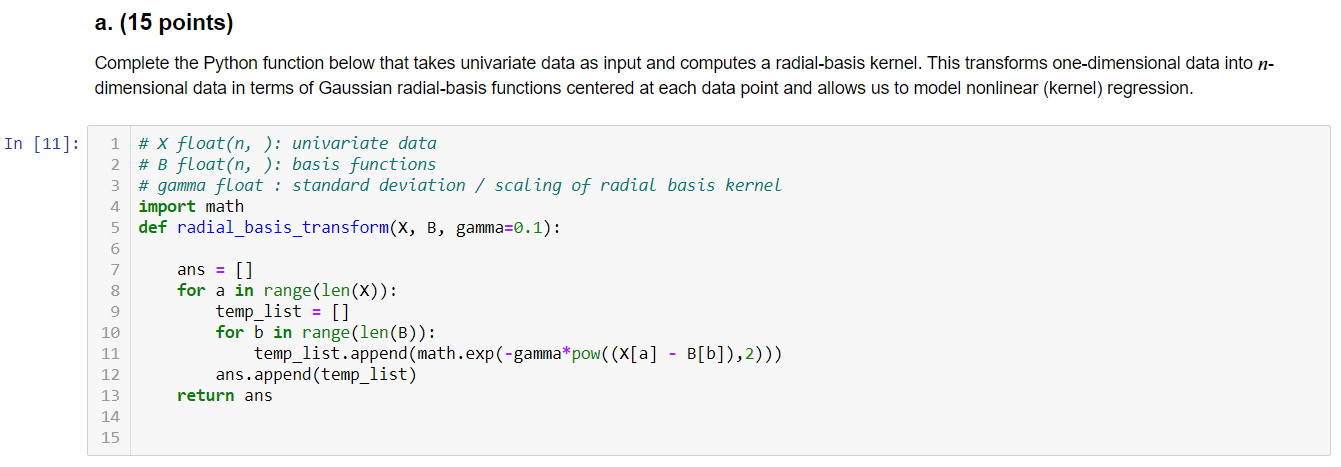 a. (15 points)
Complete the Python function below that takes univariate data as input and computes a radial-basis kernel. This transforms one-dimensional data into n-
dimensional data in terms of Gaussian radial-basis functions centered at each data point and allows us to model nonlinear (kernel) regression.
In [11]:
1 # X float(n, ): univariate data
2 # B float(n, ): basis functions
3 # gamma float : standard deviation / scaling of radial basis kernel
4 import math
5 def radial_basis_transform(X, B, gamma=0.1):
6
7     ans = []
8     for a in range(len(X)):
9         temp_list = []
10         for b in range(len(B)):
11             temp_list.append(math.exp(-gamma*pow((X[a] - B[b]),2)))
12         ans.append(temp_list)
13     return ans
14
15